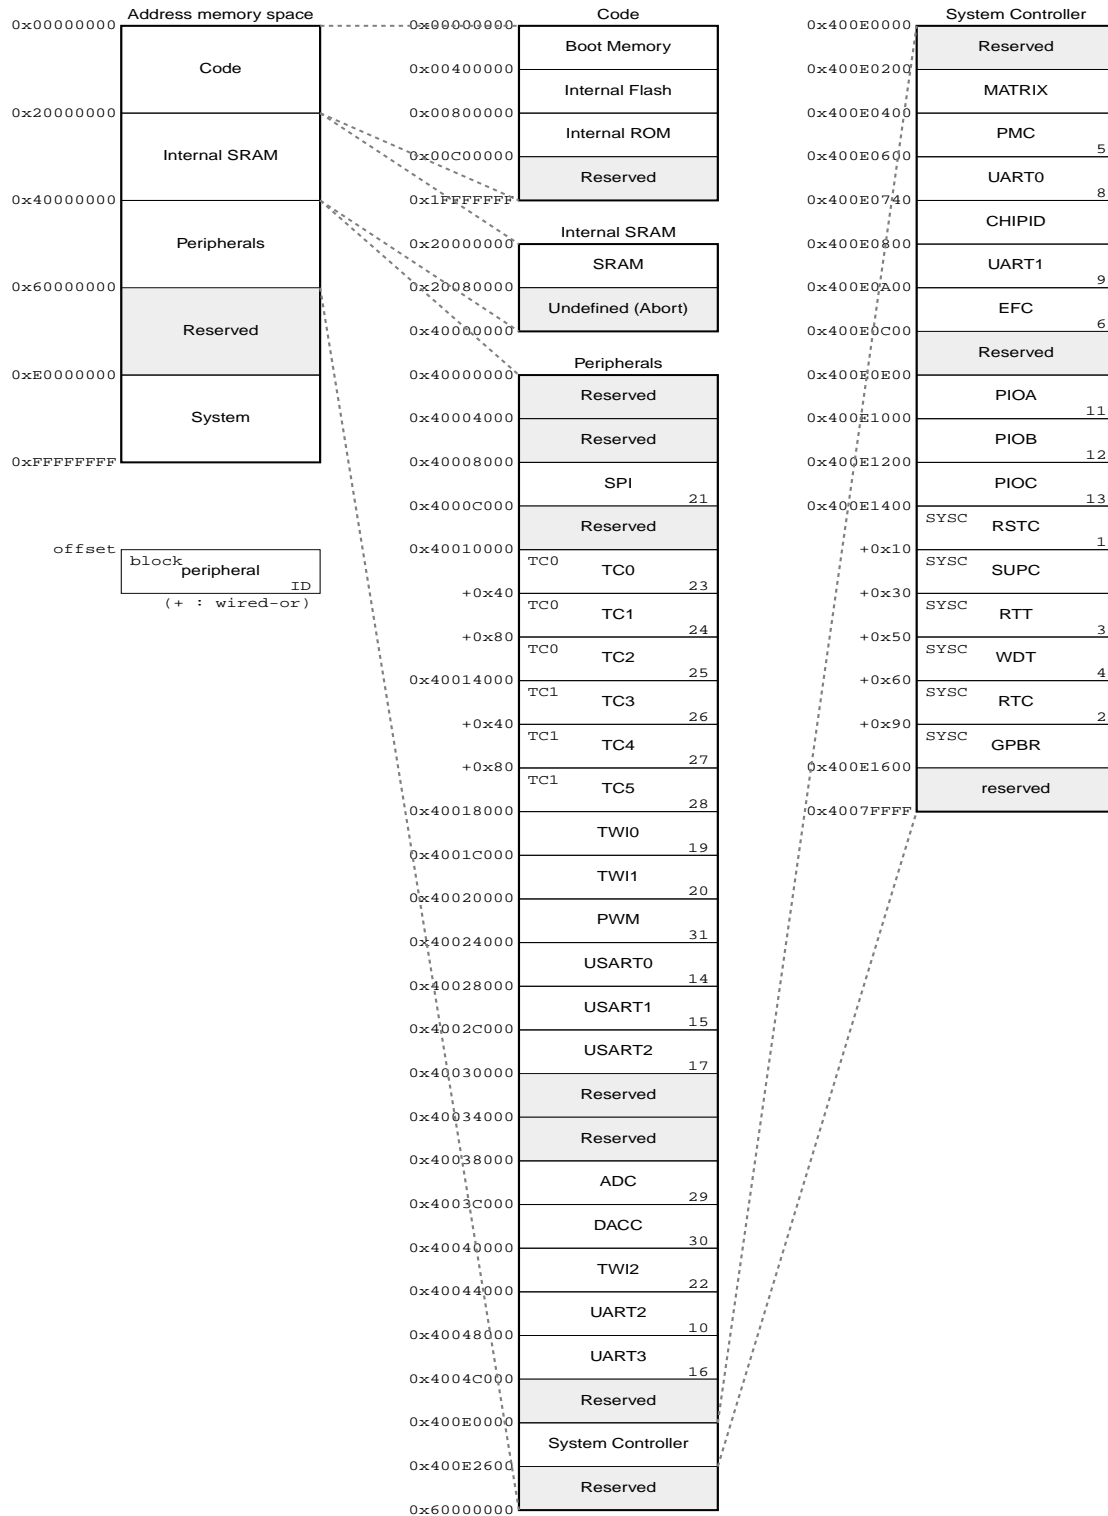 Address memory space
0x00000000
Code
0x20000000
Internal SRAM
0x40000000
Peripherals
0x60000000
Reserved
0xE0000000
System
0xFFFFFFFF
offset
block
peripheral
ID
(+ : wired-or)
Code
0x00000000
Boot Memory
0x00400000
Internal Flash
0x00800000
Internal ROM
0x00C00000
Reserved
0x1FFFFFFF
Internal SRAM
0x20000000
SRAM
0x20080000
Undefined (Abort)
0x40000000
Peripherals
0x40000000
Reserved
0x40004000
Reserved
0x40008000
SPI
21
0x4000C000
Reserved
0x40010000
TC0
TC0
23
+0x40
TC0
TC1
24
+0x80
TC0
TC2
25
0x40014000
TC1
TC3
26
+0x40
TC1
TC4
27
+0x80
TC1
TC5
28
0x40018000
TWI0
19
0x4001C000
TWI1
20
0x40020000
PWM
31
0x40024000
USART0
14
0x40028000
USART1
15
0x4002C000
USART2
17
0x40030000
Reserved
0x40034000
Reserved
0x40038000
ADC
29
0x4003C000
DACC
30
0x40040000
TWI2
22
0x40044000
UART2
10
0x40048000
UART3
16
0x4004C000
Reserved
0x400E0000
System Controller
0x400E2600
Reserved
0x60000000
System Controller
0x400E0000
Reserved
0x400E0200
MATRIX
0x400E0400
PMC
5
0x400E0600
UART0
8
0x400E0740
CHIPID
0x400E0800
UART1
9
0x400E0A00
EFC
6
0x400E0C00
Reserved
0x400E0E00
PIOA
11
0x400E1000
PIOB
12
0x400E1200
PIOC
13
0x400E1400
SYSC
RSTC
1
+0x10
SYSC
SUPC
+0x30
SYSC
RTT
3
+0x50
SYSC
WDT
4
+0x60
SYSC
RTC
2
+0x90
SYSC
GPBR
0x400E1600
reserved
0x4007FFFF